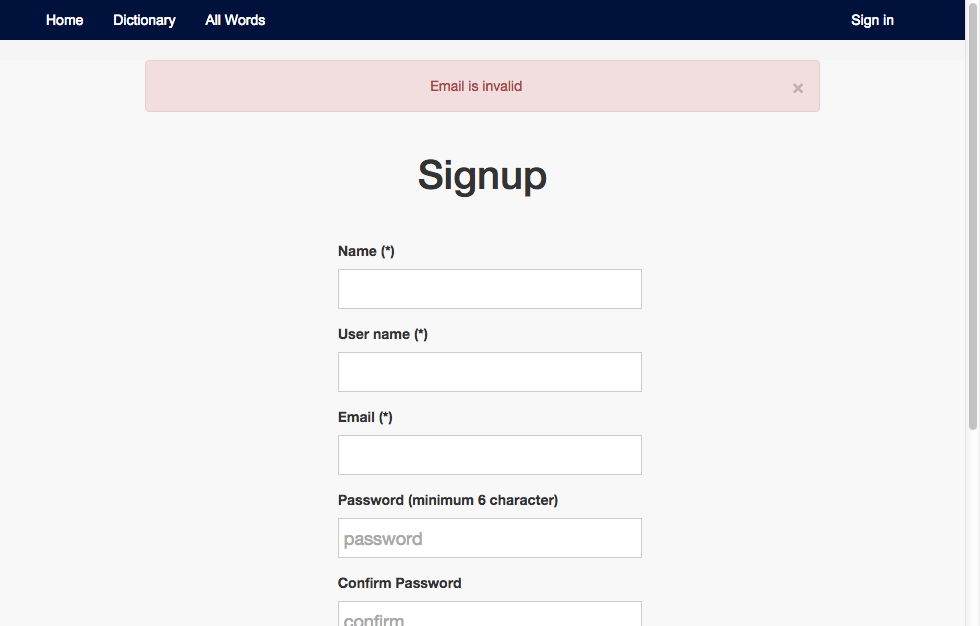 Home Dictionary All Words Sign in
Email is invalid ×
Signup
Name (*)
User name (*)
Email (*)
Password (minimum 6 character)
password
Confirm Password
confirm